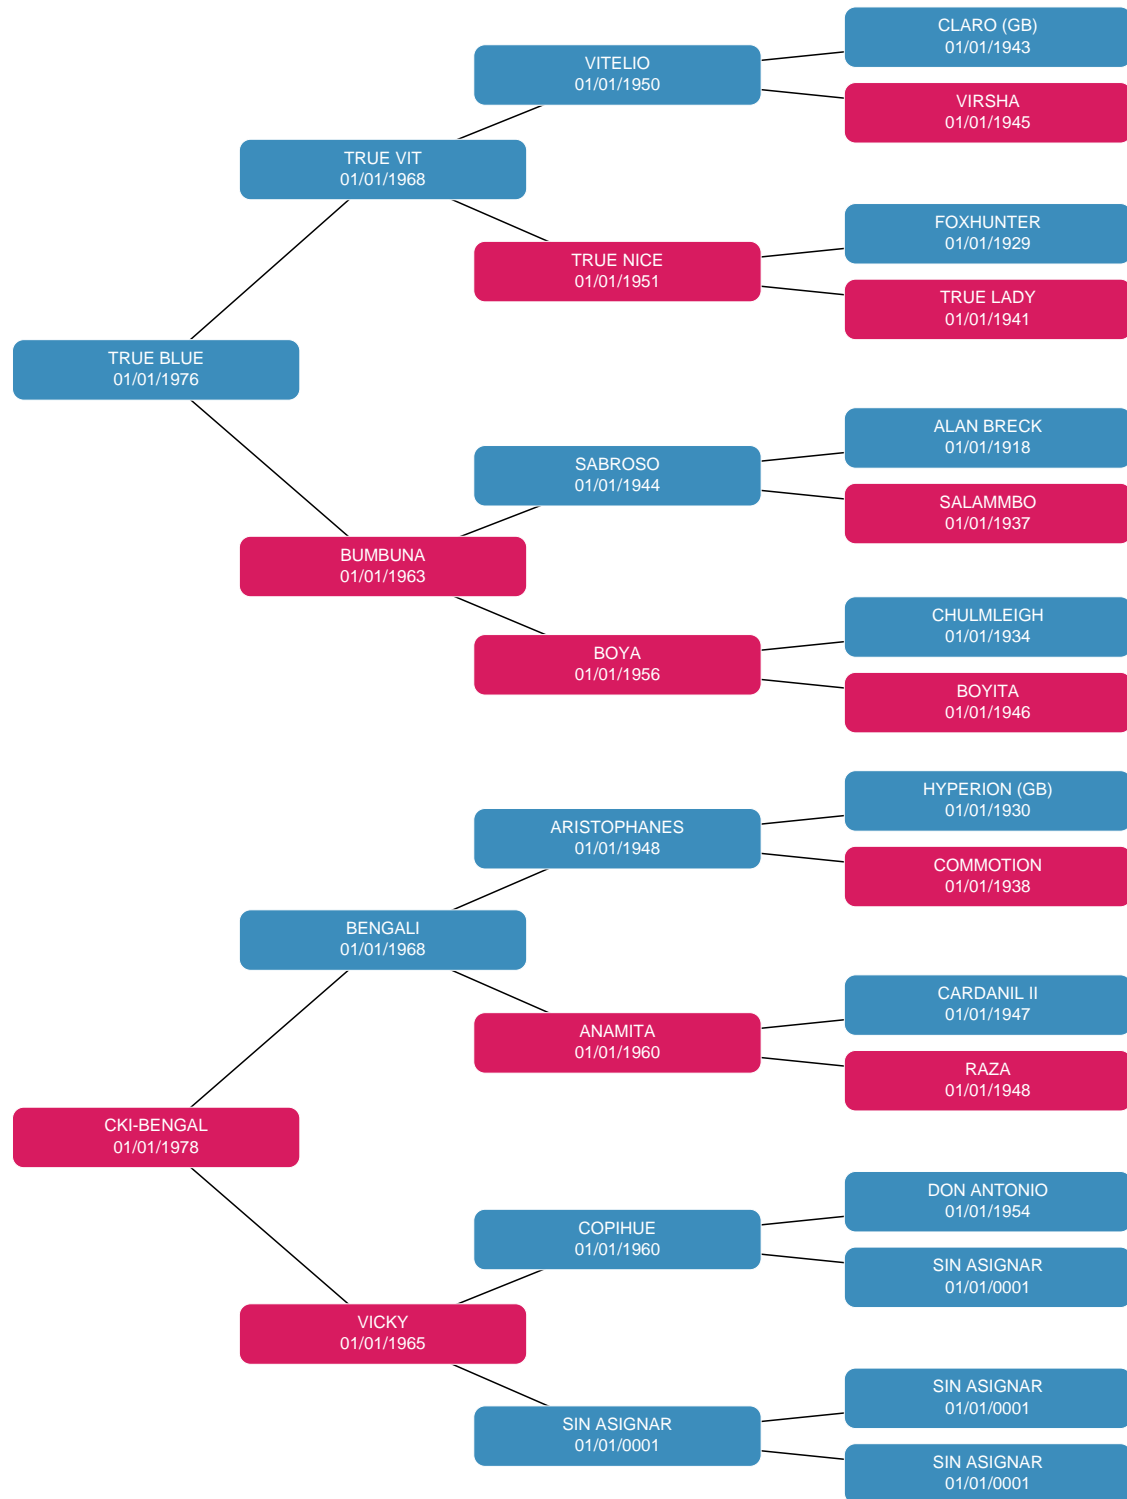 CLARO (GB)
01/01/1943
VITELIO
01/01/1950
VIRSHA
01/01/1945
TRUE VIT
01/01/1968
FOXHUNTER
01/01/1929
TRUE NICE
01/01/1951
TRUE LADY
01/01/1941
TRUE BLUE
01/01/1976
ALAN BRECK
01/01/1918
SABROSO
01/01/1944
SALAMMBO
01/01/1937
BUMBUNA
01/01/1963
CHULMLEIGH
01/01/1934
BOYA
01/01/1956
BOYITA
01/01/1946
HYPERION (GB)
01/01/1930
ARISTOPHANES
01/01/1948
COMMOTION
01/01/1938
BENGALI
01/01/1968
CARDANIL II
01/01/1947
ANAMITA
01/01/1960
RAZA
01/01/1948
CKI-BENGAL
01/01/1978
DON ANTONIO
01/01/1954
COPIHUE
01/01/1960
SIN ASIGNAR
01/01/0001
VICKY
01/01/1965
SIN ASIGNAR
01/01/0001
SIN ASIGNAR
01/01/0001
SIN ASIGNAR
01/01/0001